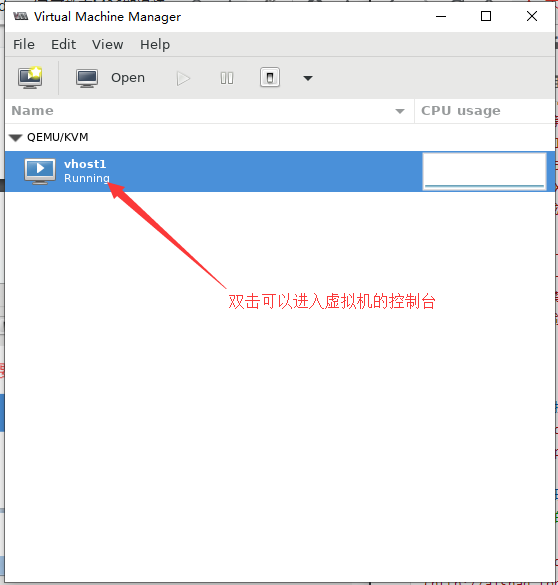 Virtual Machine Manager
File Edit View Help
Open
Name CPU usage
QEMU/KVM
vhost1
Running
双击可以进入虚拟机的控制台